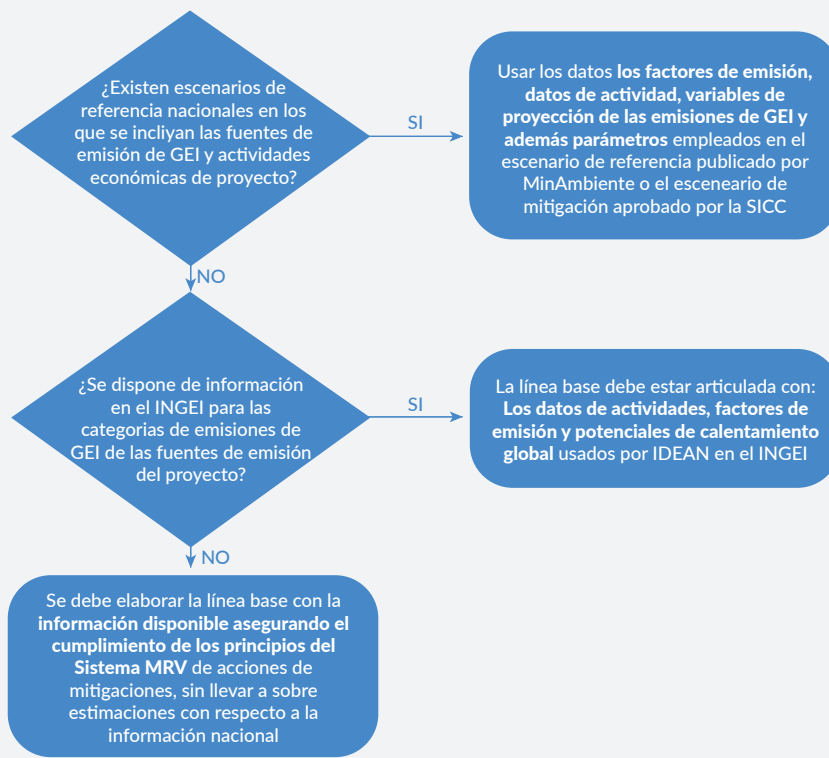 ¿Existen escenarios de
referencia nacionales en los
que se incliyan las fuentes de
emisión de GEI y actividades
económicas de proyecto?
SI
Usar los datos los factores de emisión,
datos de actividad, variables de
proyección de las emisiones de GEI y
además parámetros empleados en el
escenario de referencia publicado por
MinAmbiente o el esceneario de
mitigación aprobado por la SICC
NO
¿Se dispone de información
en el INGEI para las
categorias de emisiones de
GEI de las fuentes de emisión
del proyecto?
SI
La línea base debe estar articulada con:
Los datos de actividades, factores de
emisión y potenciales de calentamiento
global usados por IDEAN en el INGEI
NO
Se debe elaborar la línea base con la
información disponible asegurando el
cumplimiento de los principios del
Sistema MRV de acciones de
mitigaciones, sin llevar a sobre
estimaciones con respecto a la
información nacional